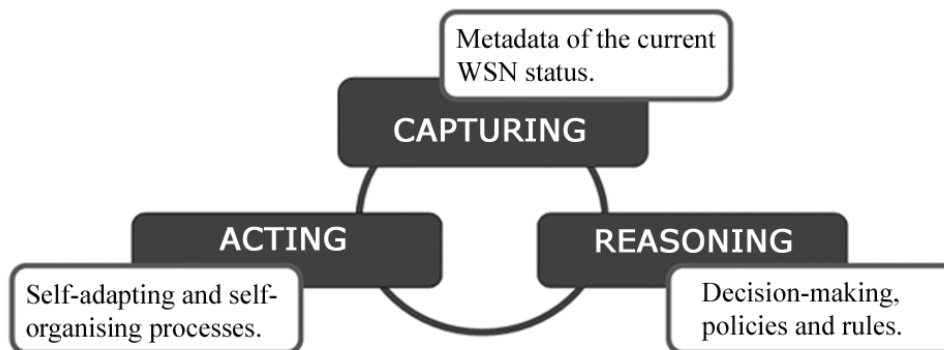 Metadata of the current
WSN status.
CAPTURING
ACTING
REASONING
Self-adapting and self-
organising processes.
Decision-making,
policies and rules.